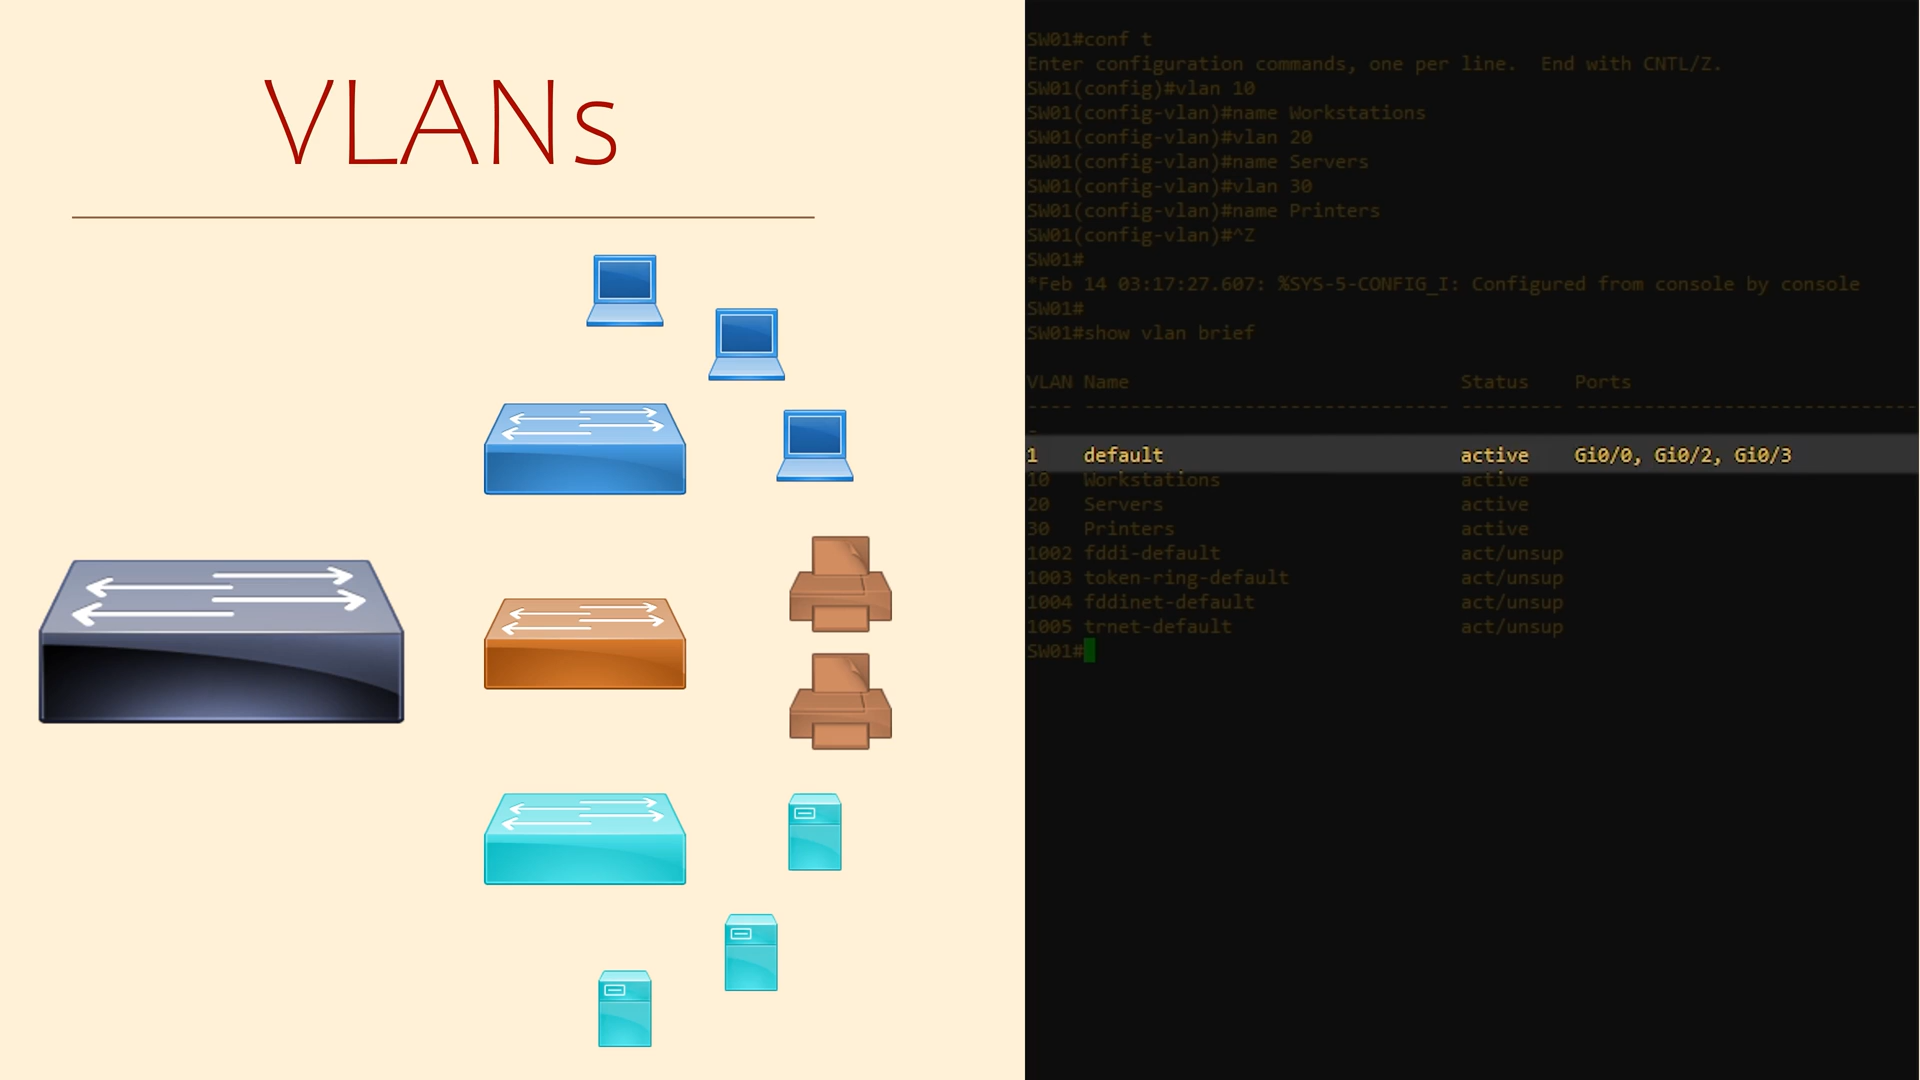 VLANs
SW01#conf t
Enter configuration commands, one per line.  End with CNTL/Z.
SW01(config)#vlan 10
SW01(config-vlan)#name Workstations
SW01(config-vlan)#vlan 20
SW01(config-vlan)#name Servers
SW01(config-vlan)#vlan 30
SW01(config-vlan)#name Printers
SW01(config-vlan)#^Z
SW01#
*Feb 14 03:17:27.607: %SYS-5-CONFIG_I: Configured from console by console
SW01#
SW01#show vlan brief
VLAN Name                             Status    Ports
---- -------------------------------- --------- ------------------------------
-
1    default                          active    Gi0/0, Gi0/2, Gi0/3
10   Workstations                     active
20   Servers                          active
30   Printers                         active
1002 fddi-default                     act/unsup
1003 token-ring-default               act/unsup
1004 fddinet-default                  act/unsup
1005 trnet-default                    act/unsup
SW01#